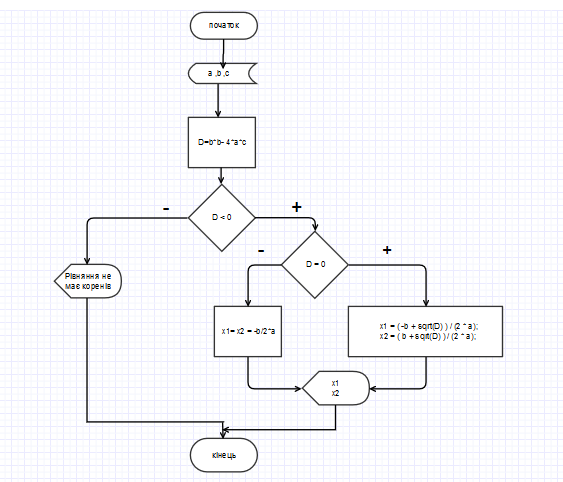 початок
a ,b ,c
D=b*b- 4*a*c
D < 0
-
+
D = 0
-
+
Рівняння не
має коренів
x1= x2 = -b/2*a
x1 = (-b + sqrt(D) ) / (2 * a);
x2 = ( b + sqrt(D) ) / (2 * a);
x1
x2
кінець